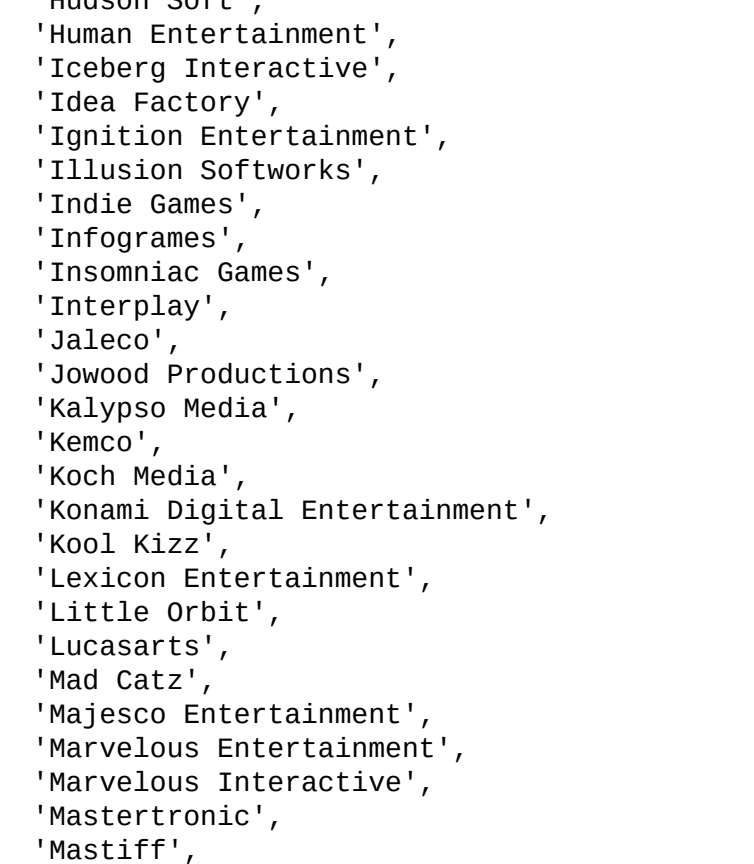 'Hudson Soft',
'Human Entertainment',
'Iceberg Interactive',
'Idea Factory',
'Ignition Entertainment',
'Illusion Softworks',
'Indie Games',
'Infogrames',
'Insomniac Games',
'Interplay',
'Jaleco',
'Jowood Productions',
'Kalypso Media',
'Kemco',
'Koch Media',
'Konami Digital Entertainment',
'Kool Kizz',
'Lexicon Entertainment',
'Little Orbit',
'Lucasarts',
'Mad Catz',
'Majesco Entertainment',
'Marvelous Entertainment',
'Marvelous Interactive',
'Mastertronic',
'Mastiff',